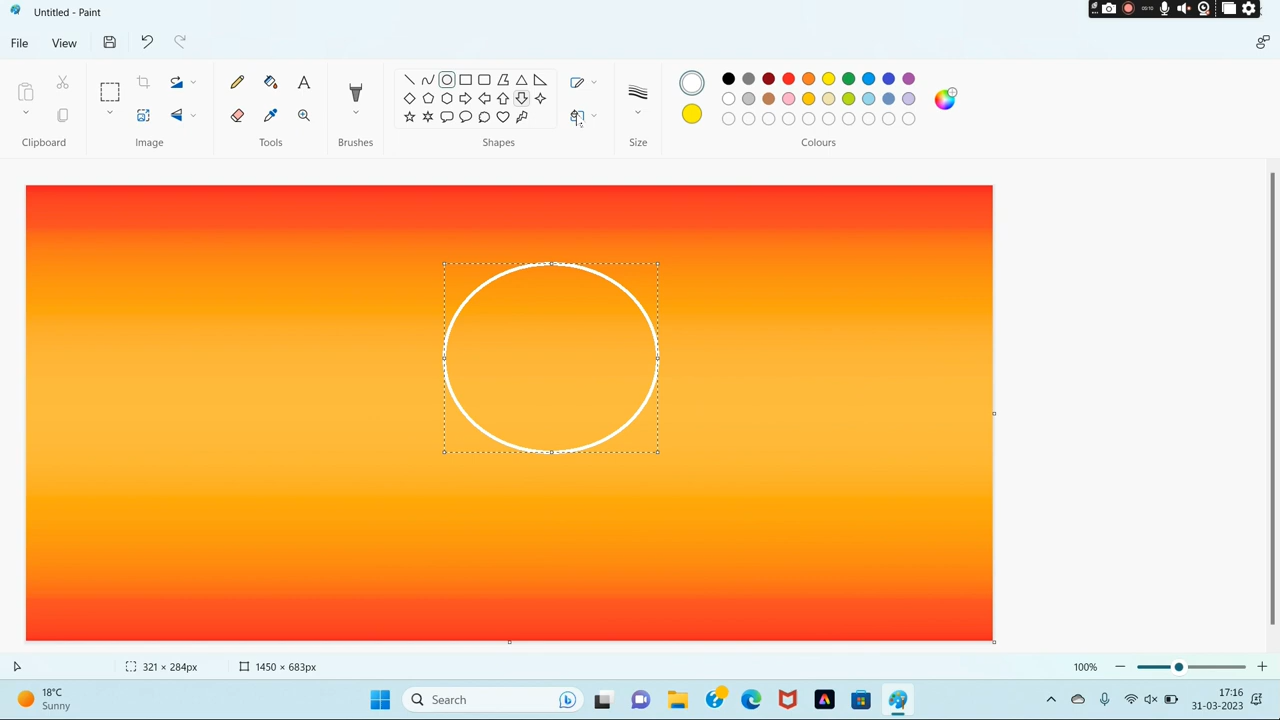 Untitled - Paint
File View
Clipboard Image Tools Brushes Shapes Size Colours
321 × 284px 1450 × 683px 100%
18°C
Sunny
Search
17:16
31-03-2023